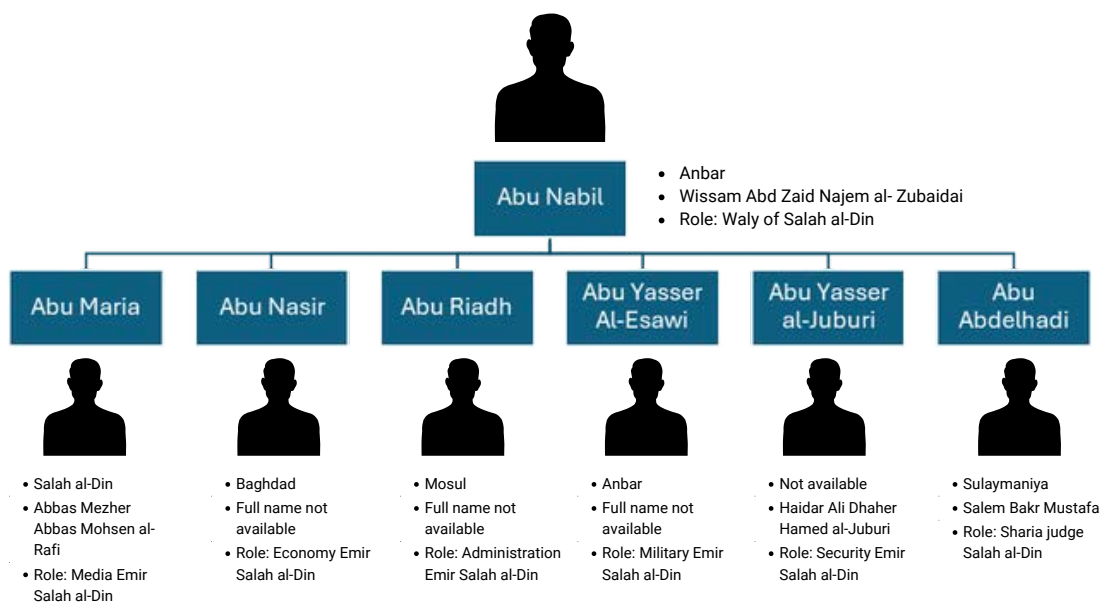 Abu Nabil
• Anbar
• Wissam Abd Zaid Najem al- Zubaidai
• Role: Waly of Salah al-Din
Abu Maria
Abu Nasir
Abu Riadh
Abu Yasser
Al-Esawi
Abu Yasser
al-Juburi
Abu
Abdelhadi
• Salah al-Din
• Abbas Mezher
Abbas Mohsen al-
Rafi
• Role: Media Emir
Salah al-Din
• Baghdad
• Full name not
available
• Role: Economy Emir
Salah al-Din
• Mosul
• Full name not
available
• Role: Administration
Emir Salah al-Din
• Anbar
• Full name not
available
• Role: Military Emir
Salah al-Din
• Not available
• Haidar Ali Dhaher
Hamed al-Juburi
• Role: Security Emir
Salah al-Din
• Sulaymaniya
• Salem Bakr Mustafa
• Role: Sharia judge
Salah al-Din